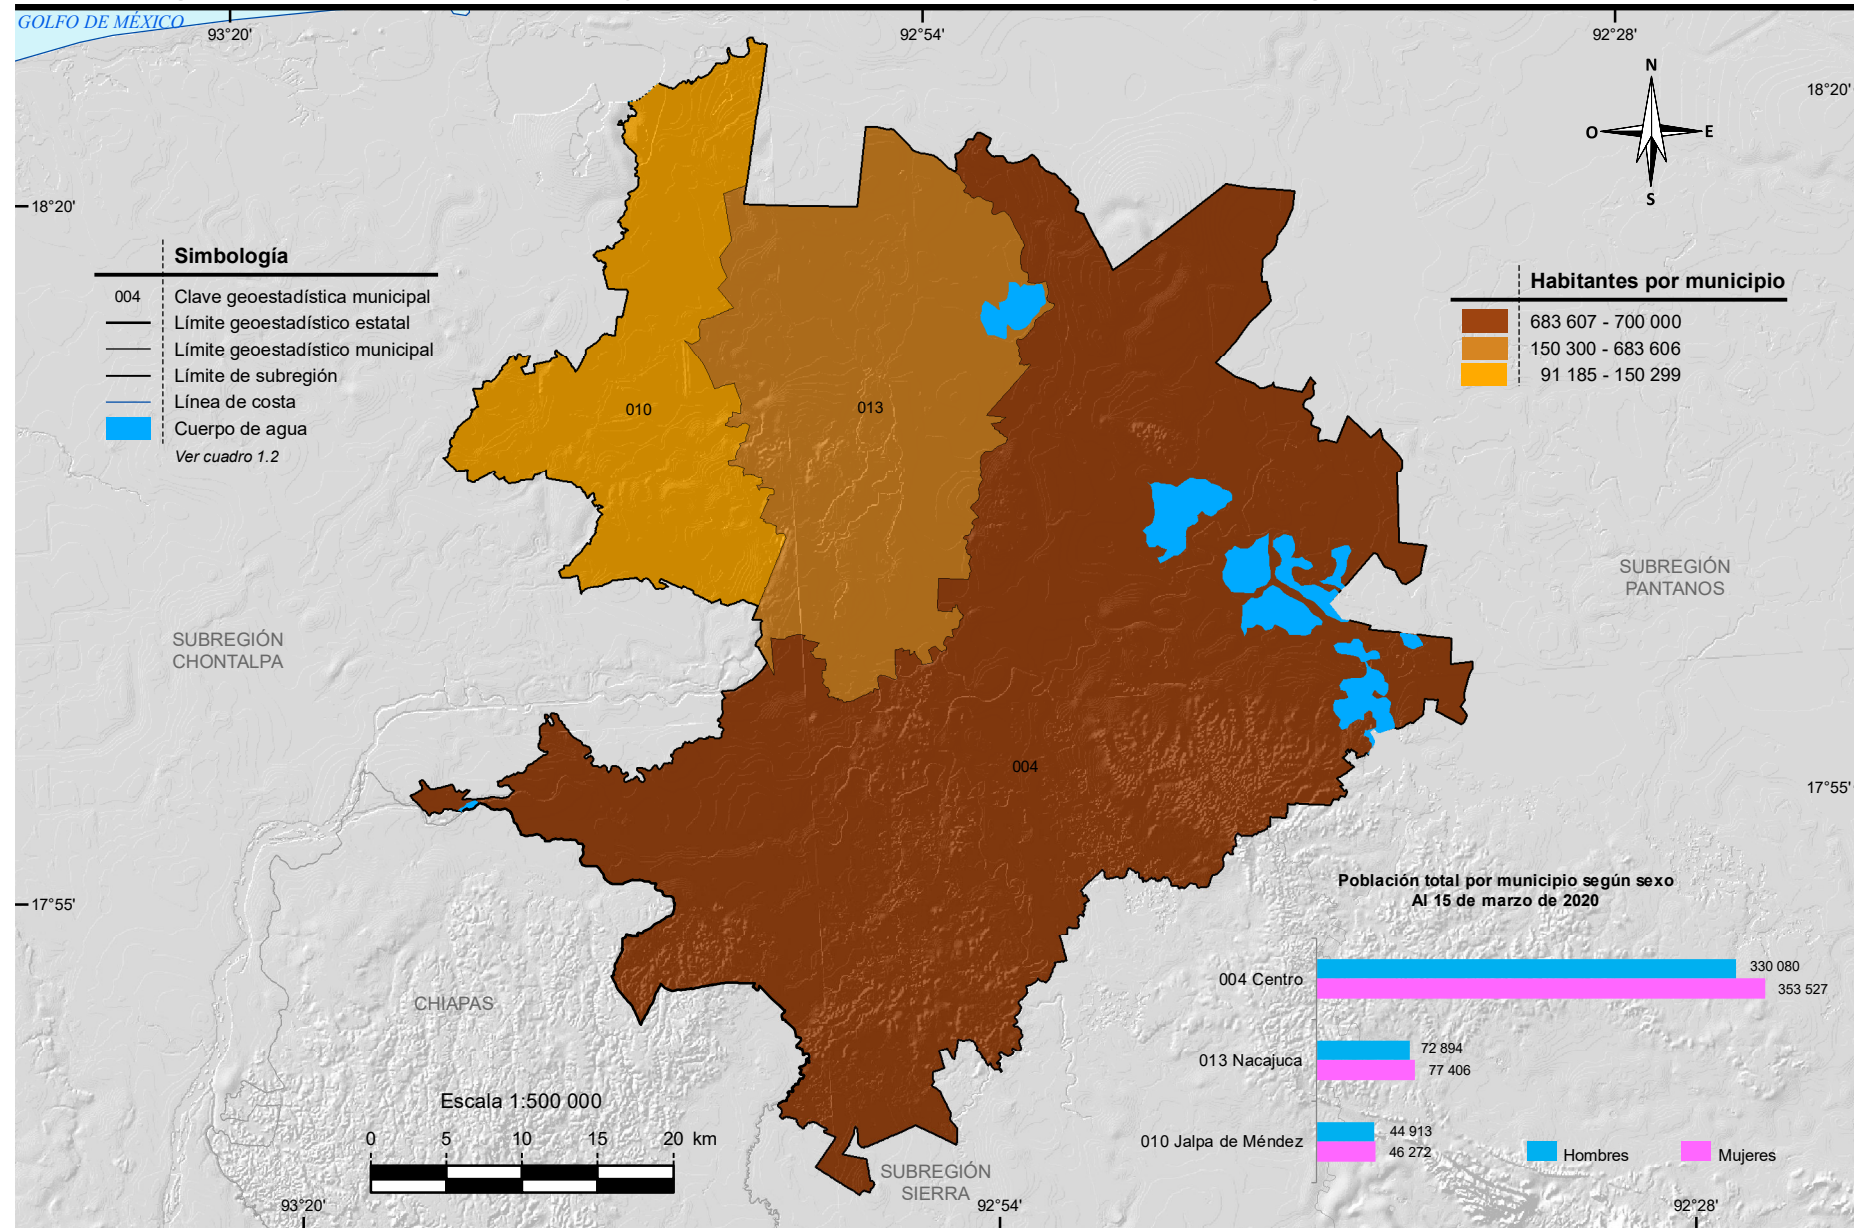 GOLFO DE MÉXICO
93°20'
92°54'
92°28'
18°20'
18°20'
N
O
E
S
Simbología
004 Clave geoestadística municipal
Límite geoestadístico estatal
Límite geoestadístico municipal
Límite de subregión
Línea de costa
Cuerpo de agua
Ver cuadro 1.2
Habitantes por municipio
683 607 - 700 000
150 300 - 683 606
91 185 - 150 299
010
013
004
SUBREGIÓN
PANTANOS
SUBREGIÓN
CHONTALPA
17°55'
17°55'
CHIAPAS
SUBREGIÓN
SIERRA
Población total por municipio según sexo
Al 15 de marzo de 2020
004 Centro
330 080
353 527
013 Nacajuca
72 894
77 406
010 Jalpa de Méndez
44 913
46 272
Hombres
Mujeres
Escala 1:500 000
0 5 10 15 20 km
93°20'
92°54'
92°28'